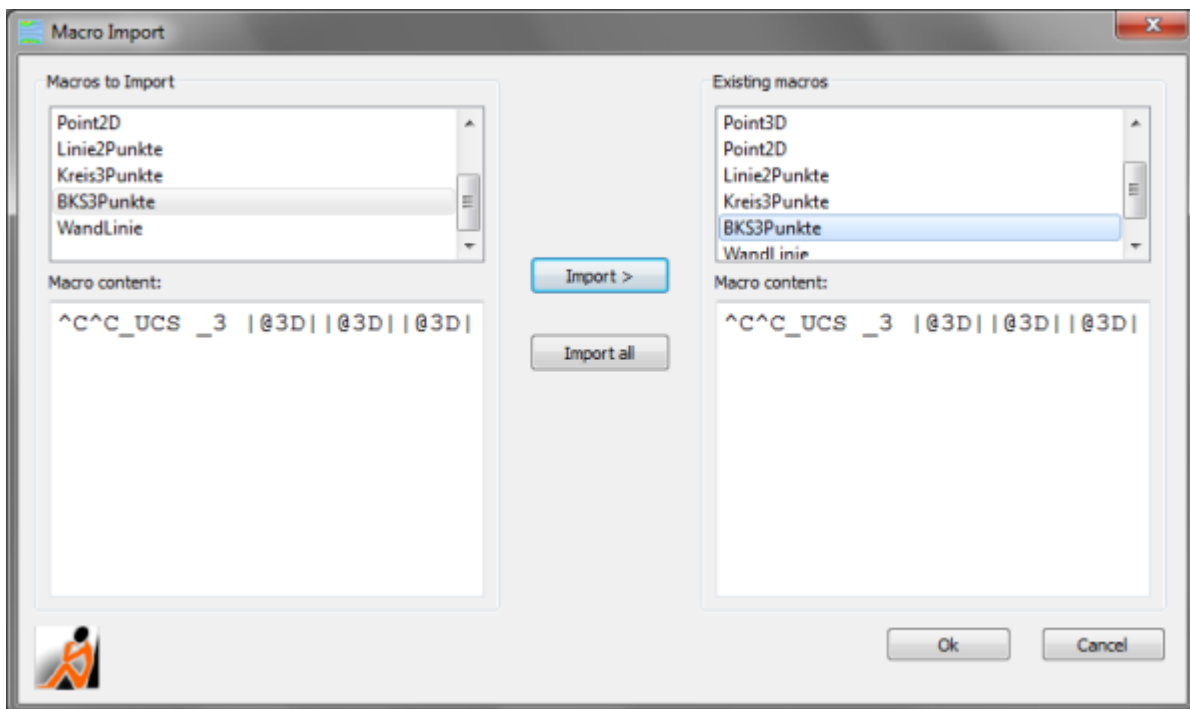 Macro Import
Macros to Import
Point2D
Linie2Punkte
Kreis3Punkte
BKS3Punkte
WandLinie
Macro content:
^C^C_UCS _3 |@3D||@3D||@3D|
Import >
Import all
Existing macros
Point3D
Point2D
Linie2Punkte
Kreis3Punkte
BKS3Punkte
WandLinie
Macro content:
^C^C_UCS _3 |@3D||@3D||@3D|
Ok
Cancel